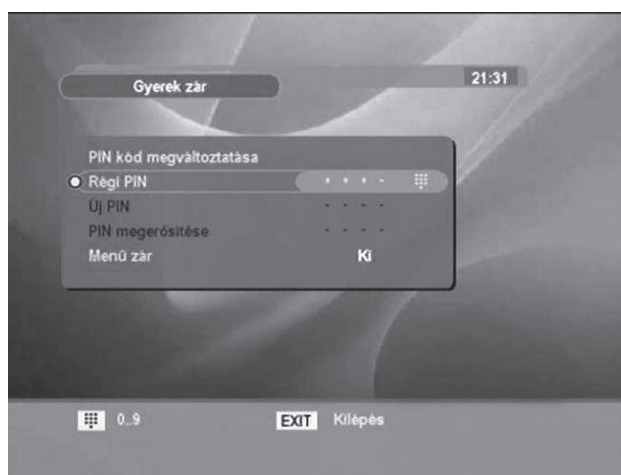 Gyerek zár
21:31
PIN kód megváltoztatása
Régi PIN * * * -
Új PIN - - - -
PIN megerősítése - - - -
Menü zár Ki
0..9 EXIT Kilépés